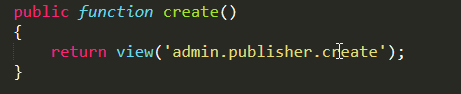 public function create()
{
    return view('admin.publisher.create');
}